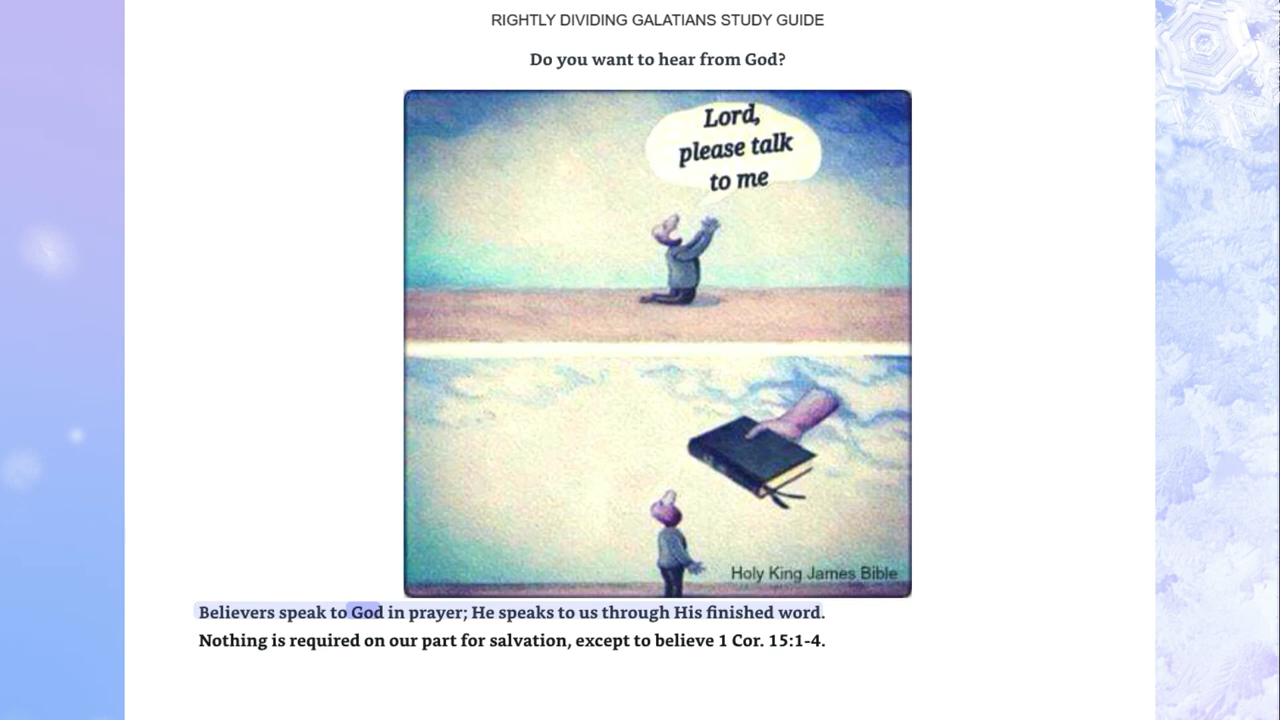 RIGHTLY DIVIDING GALATIANS STUDY GUIDE
Do you want to hear from God?
Lord,
please talk
to me
Holy King James Bible
Believers speak to God in prayer; He speaks to us through His finished word.
Nothing is required on our part for salvation, except to believe 1 Cor. 15:1-4.